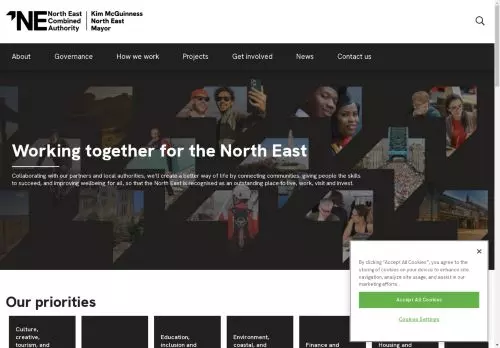 North East
Combined
Authority
Kim McGuinness
North East
Mayor
About
Governance
How we work
Projects
Get involved
News
Contact us
Working together for the North East
Collaborating with our partners and local authorities, we'll create a better way of life by connecting communities, giving people the skills
to succeed, and improving wellbeing for all, so that the North East is recognised as an outstanding place to live, work, visit and invest.
By clicking "Accept All Cookies", you agree to the
storing of cookies on your device to enhance site
navigation, analyze site usage, and assist in our
marketing efforts.
Accept All Cookies
Cookies Settings
Our priorities
Culture,
creative,
tourism, and
Education,
inclusion and
Environment,
coastal, and
Finance and
Housing and